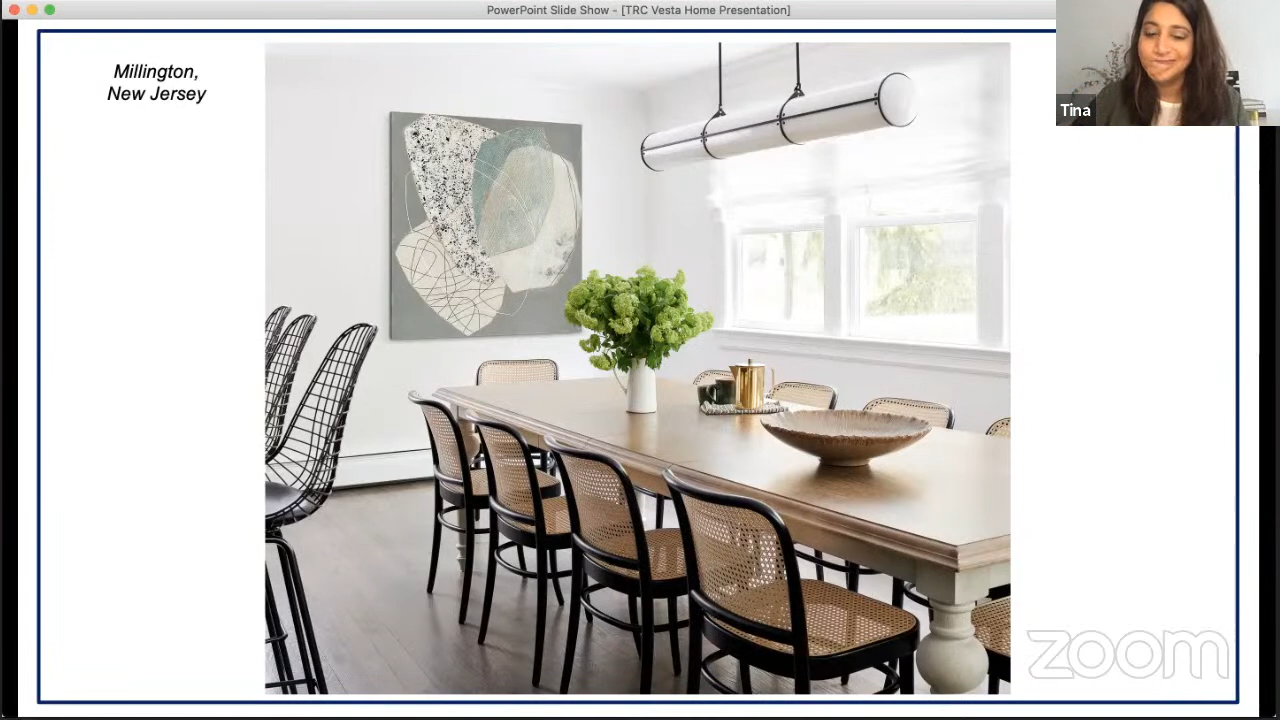 PowerPoint Slide Show - [TRC Vesta Home Presentation]
Millington,
New Jersey
Tina
zoom